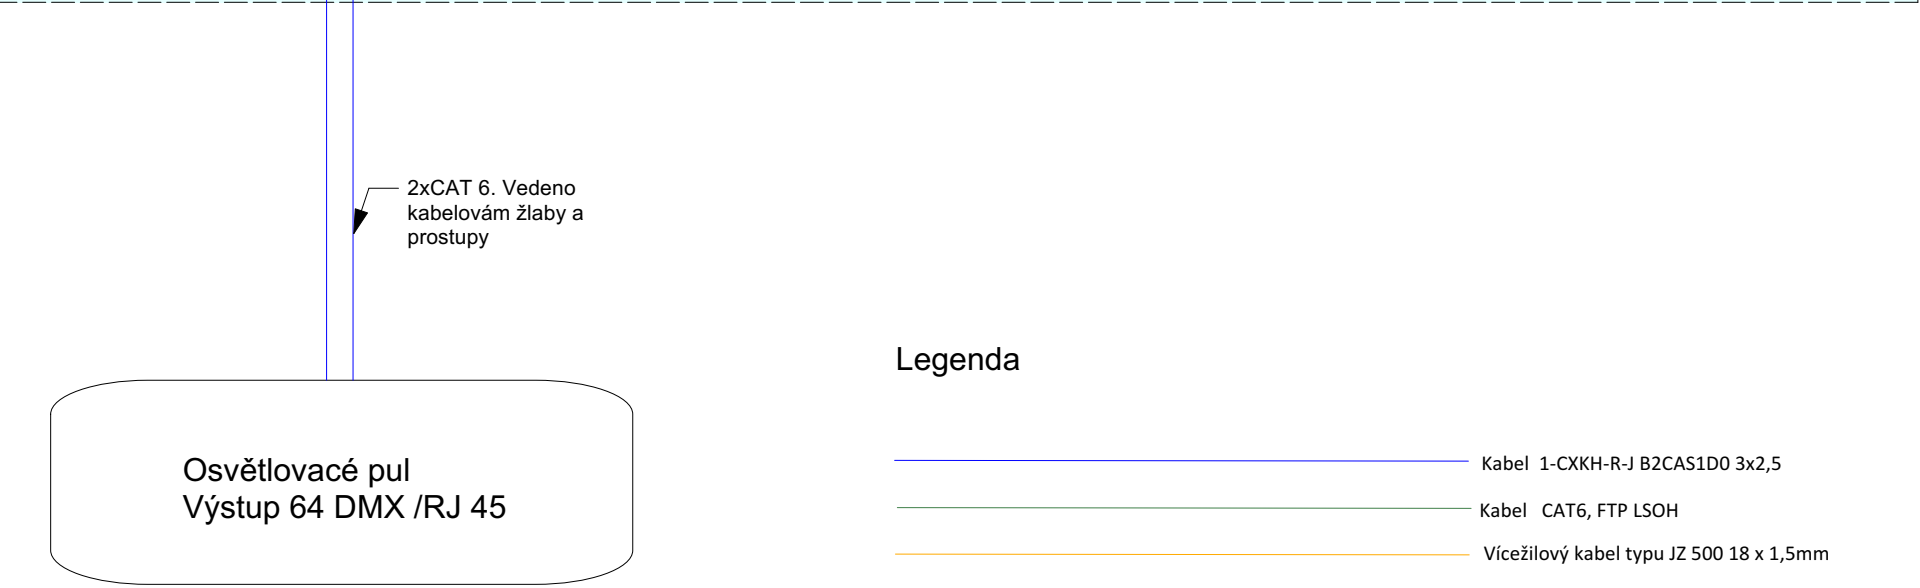 2xCAT 6. Vedeno
kabelovám žlaby a
prostupy
Legenda
Osvětlovacé pul
Výstup 64 DMX /RJ 45
Kabel 1-CXKH-R-J B2CAS1D0 3x2,5
Kabel CAT6, FTP LSOH
Vícežilový kabel typu JZ 500 18 x 1,5mm